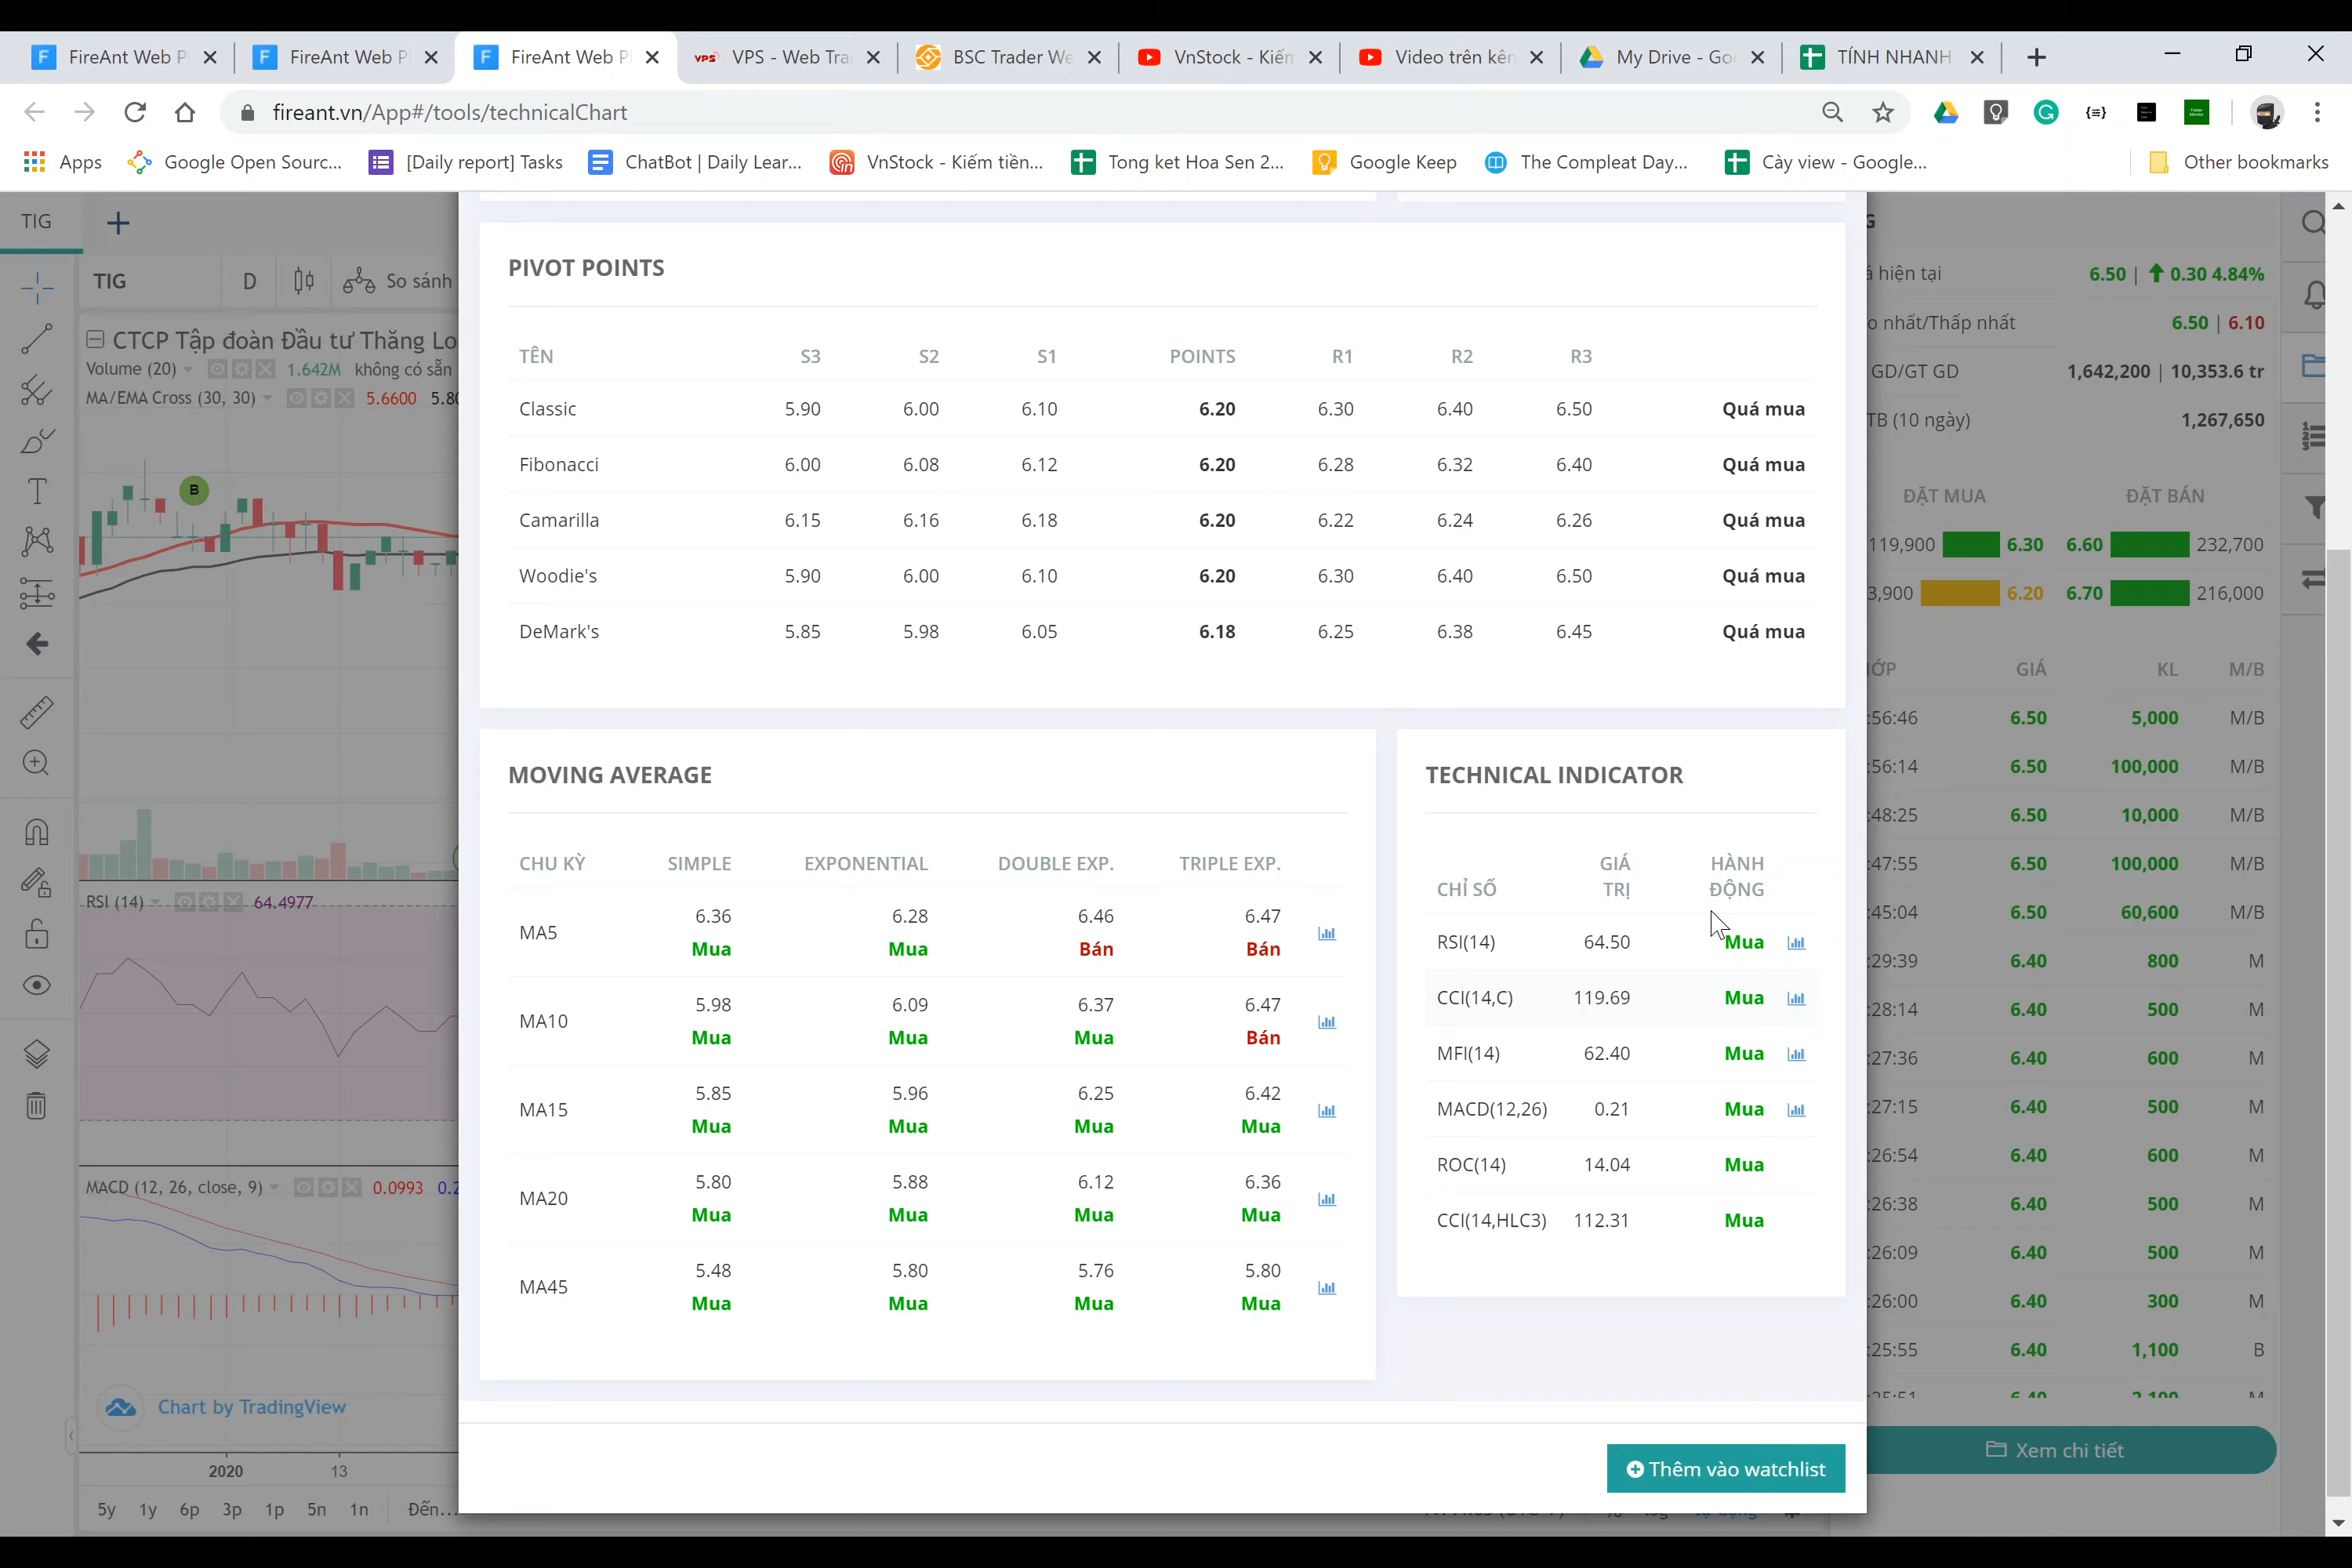 FireAnt Web P
FireAnt Web P
FireAnt Web P
VPS VPS - Web Tra
BSC Trader We
VnStock - Kiếm
Video trên kên
My Drive - Goo
TÍNH NHANH
fireant.vn/App#/tools/technicalChart
Apps
Google Open Sourc...
[Daily report] Tasks
ChatBot | Daily Lear...
VnStock - Kiếm tiền...
Tong ket Hoa Sen 2...
Google Keep
The Compleat Day...
Cày view - Google...
Other bookmarks
TIG
TIG D So sánh
CTCP Tập đoàn Đầu tư Thăng Lo
Volume (20) 1.642M không có sẵn
MA/EMA Cross (30, 30) 5.6600 5.80
B
RSI (14) 64.4977
MACD (12, 26, close, 9) 0.0993 0.2
Chart by TradingView
2020 13
5y 1y 6p 3p 1p 5n 1n Đến...
PIVOT POINTS
TÊN S3 S2 S1 POINTS R1 R2 R3
Classic 5.90 6.00 6.10 6.20 6.30 6.40 6.50 Quá mua
Fibonacci 6.00 6.08 6.12 6.20 6.28 6.32 6.40 Quá mua
Camarilla 6.15 6.16 6.18 6.20 6.22 6.24 6.26 Quá mua
Woodie's 5.90 6.00 6.10 6.20 6.30 6.40 6.50 Quá mua
DeMark's 5.85 5.98 6.05 6.18 6.25 6.38 6.45 Quá mua
MOVING AVERAGE
CHU KỲ SIMPLE EXPONENTIAL DOUBLE EXP. TRIPLE EXP.
MA5 6.36 6.28 6.46 6.47
Mua Mua Bán Bán
MA10 5.98 6.09 6.37 6.47
Mua Mua Mua Bán
MA15 5.85 5.96 6.25 6.42
Mua Mua Mua Mua
MA20 5.80 5.88 6.12 6.36
Mua Mua Mua Mua
MA45 5.48 5.80 5.76 5.80
Mua Mua Mua Mua
TECHNICAL INDICATOR
CHỈ SỐ GIÁ TRỊ HÀNH ĐỘNG
RSI(14) 64.50 Mua
CCI(14,C) 119.69 Mua
MFI(14) 62.40 Mua
MACD(12,26) 0.21 Mua
ROC(14) 14.04 Mua
CCI(14,HLC3) 112.31 Mua
Thêm vào watchlist
hiện tại 6.50 | 0.30 4.84%
nhất/Thấp nhất 6.50 | 6.10
GD/GT GD 1,642,200 | 10,353.6 tr
TB (10 ngày) 1,267,650
ĐẶT MUA ĐẶT BÁN
119,900 6.30 6.60 232,700
3,900 6.20 6.70 216,000
GIÁ KL M/B
:56:46 6.50 5,000 M/B
:56:14 6.50 100,000 M/B
:48:25 6.50 10,000 M/B
:47:55 6.50 100,000 M/B
:45:04 6.50 60,600 M/B
:29:39 6.40 800 M
:28:14 6.40 500 M
:27:36 6.40 600 M
:27:15 6.40 500 M
:26:54 6.40 600 M
:26:38 6.40 500 M
:26:09 6.40 500 M
:26:00 6.40 300 M
:25:55 6.40 1,100 B
:25:51 6.40 2,100 M
Xem chi tiết